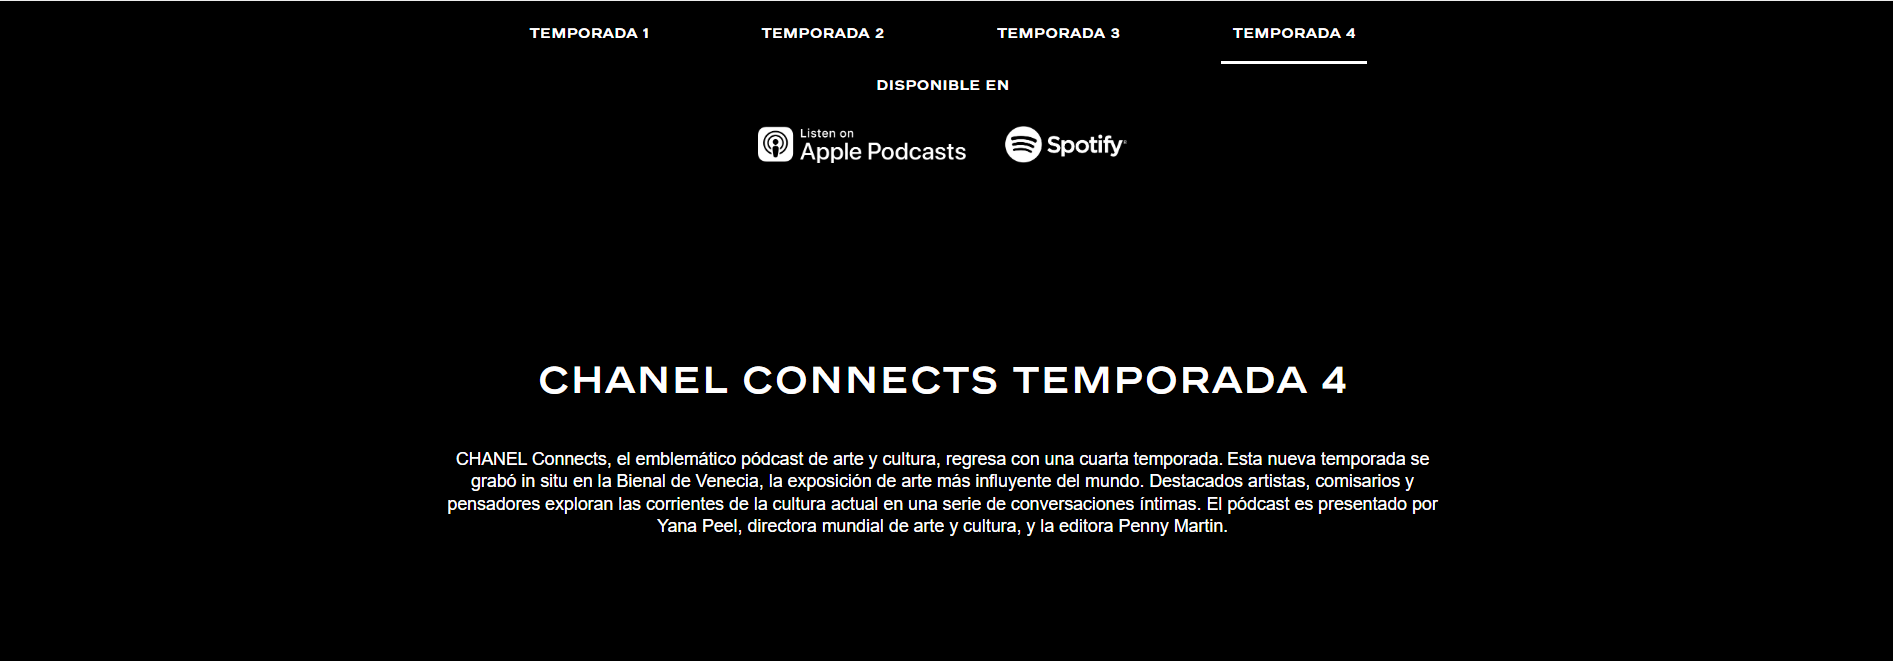 TEMPORADA 1
TEMPORADA 2
TEMPORADA 3
TEMPORADA 4
DISPONIBLE EN
Listen on
Apple Podcasts
Spotify
CHANEL CONNECTS TEMPORADA 4
CHANEL Connects, el emblemático pódcast de arte y cultura, regresa con una cuarta temporada. Esta nueva temporada se
grabó in situ en la Bienal de Venecia, la exposición de arte más influyente del mundo. Destacados artistas, comisarios y
pensadores exploran las corrientes de la cultura actual en una serie de conversaciones íntimas. El pódcast es presentado por
Yana Peel, directora mundial de arte y cultura, y la editora Penny Martin.